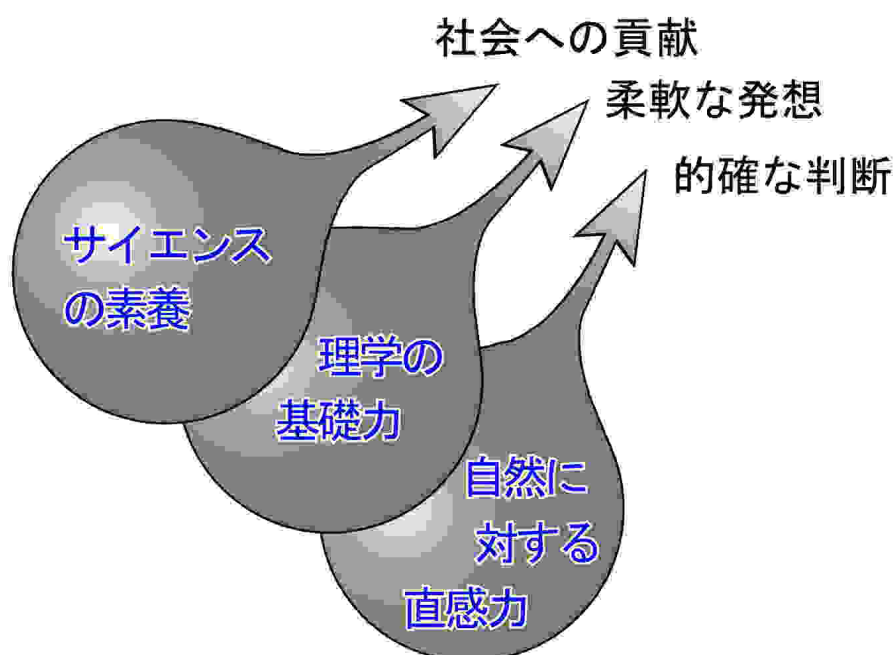 社会への貢献
柔軟な発想
的確な判断
サイエンス
の素養
理学の
基礎力
自然に
対する
直感力